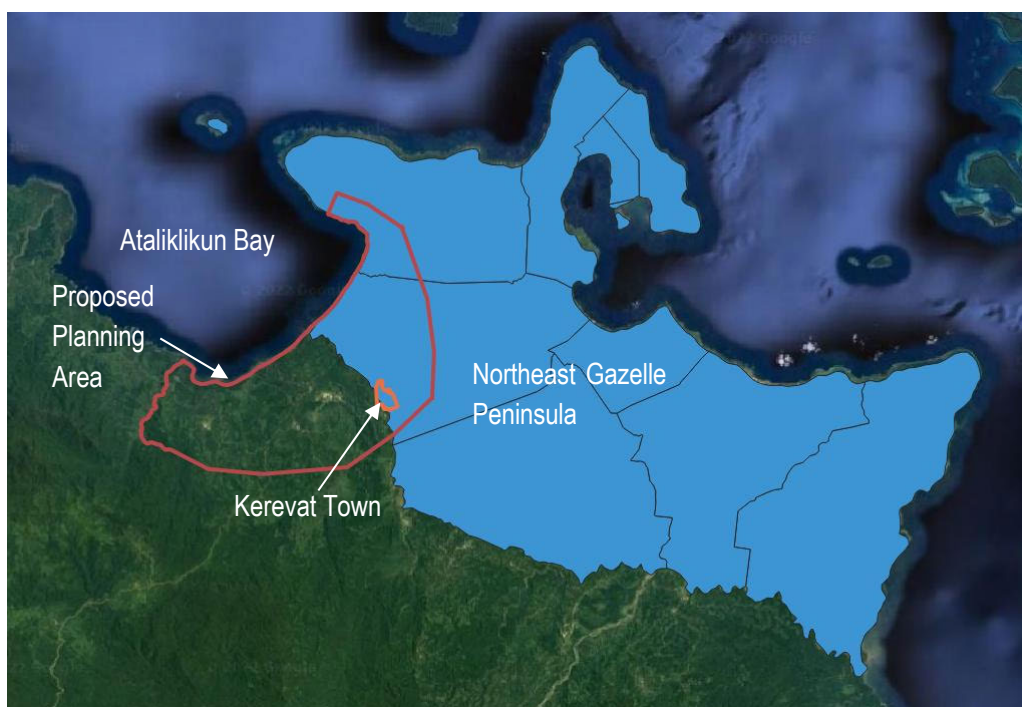 Ataliklikun Bay
Proposed
Planning
Area
Northeast Gazelle
Peninsula
Kerevat Town